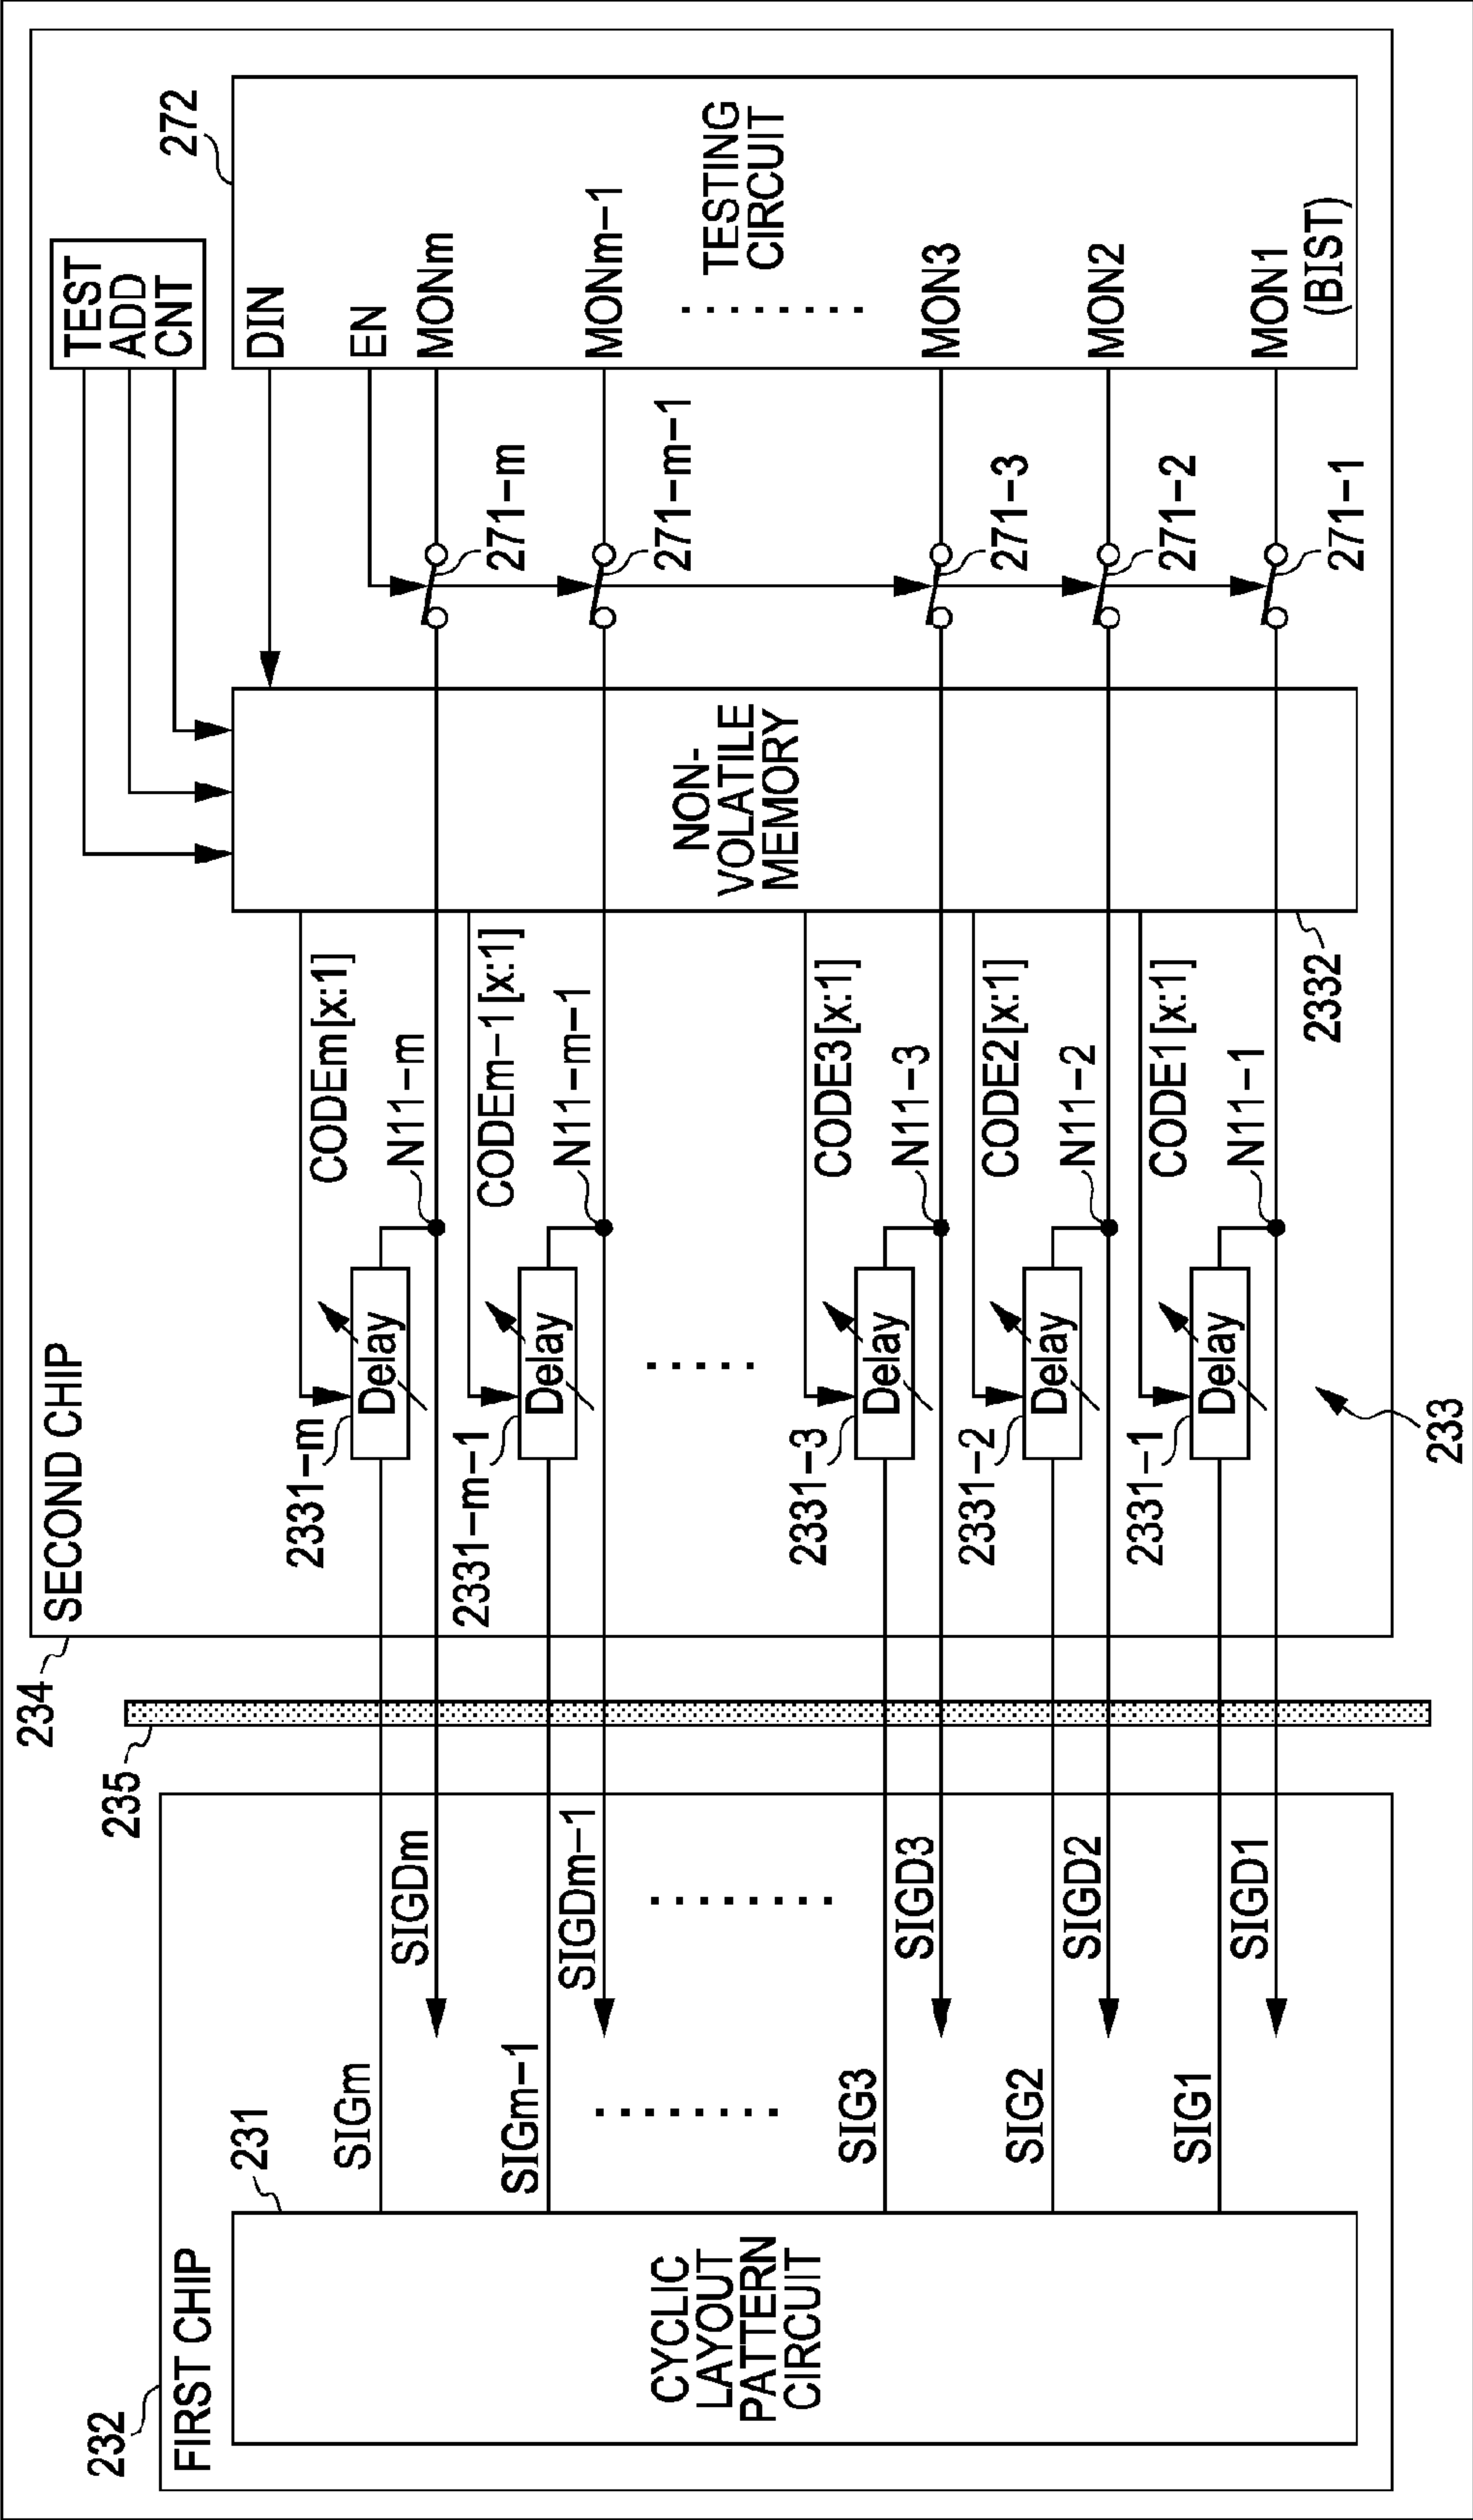 234
SECOND CHIP
TEST
ADD
CNT
272
DIN
EN
MONm
MONm-1
TESTING
CIRCUIT
MON3
MON2
MON1
(BIST)
271-m
271-m-1
271-3
271-2
271-1
NON-
VOLATILE
MEMORY
2332
CODEm[x:1]
N11-m
CODEm-1[x:1]
N11-m-1
CODE3[x:1]
N11-3
CODE2[x:1]
N11-2
CODE1[x:1]
N11-1
Delay
Delay
Delay
Delay
Delay
2331-m
2331-m-1
2331-3
2331-2
2331-1
233
235
232
FIRST CHIP
231
CYCLIC
LAYOUT
PATTERN
CIRCUIT
SIGm
SIGDm
SIGm-1
SIGDm-1
SIG3
SIGD3
SIG2
SIGD2
SIG1
SIGD1